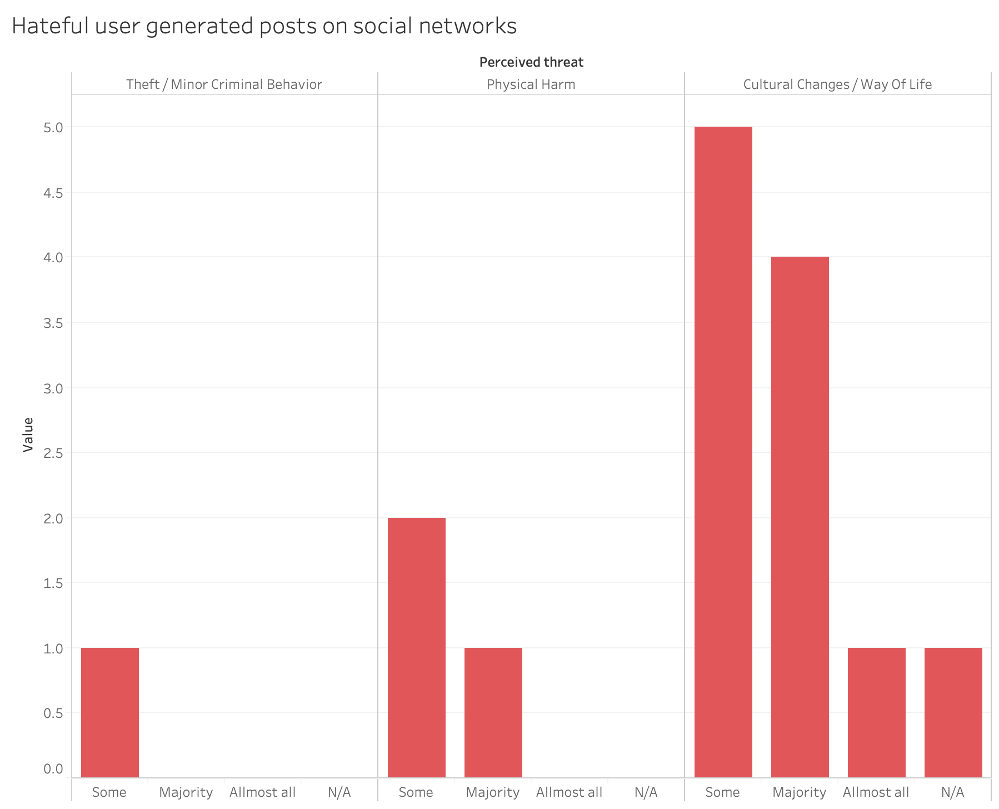 Hateful user generated posts on social networks
Perceived threat
Theft / Minor Criminal Behavior
Physical Harm
Cultural Changes / Way Of Life
5.0
4.5
4.0
3.5
3.0
2.5
2.0
1.5
1.0
0.5
0.0
Value
Some Majority Allmost all N/A Some Majority Allmost all N/A Some Majority Allmost all N/A